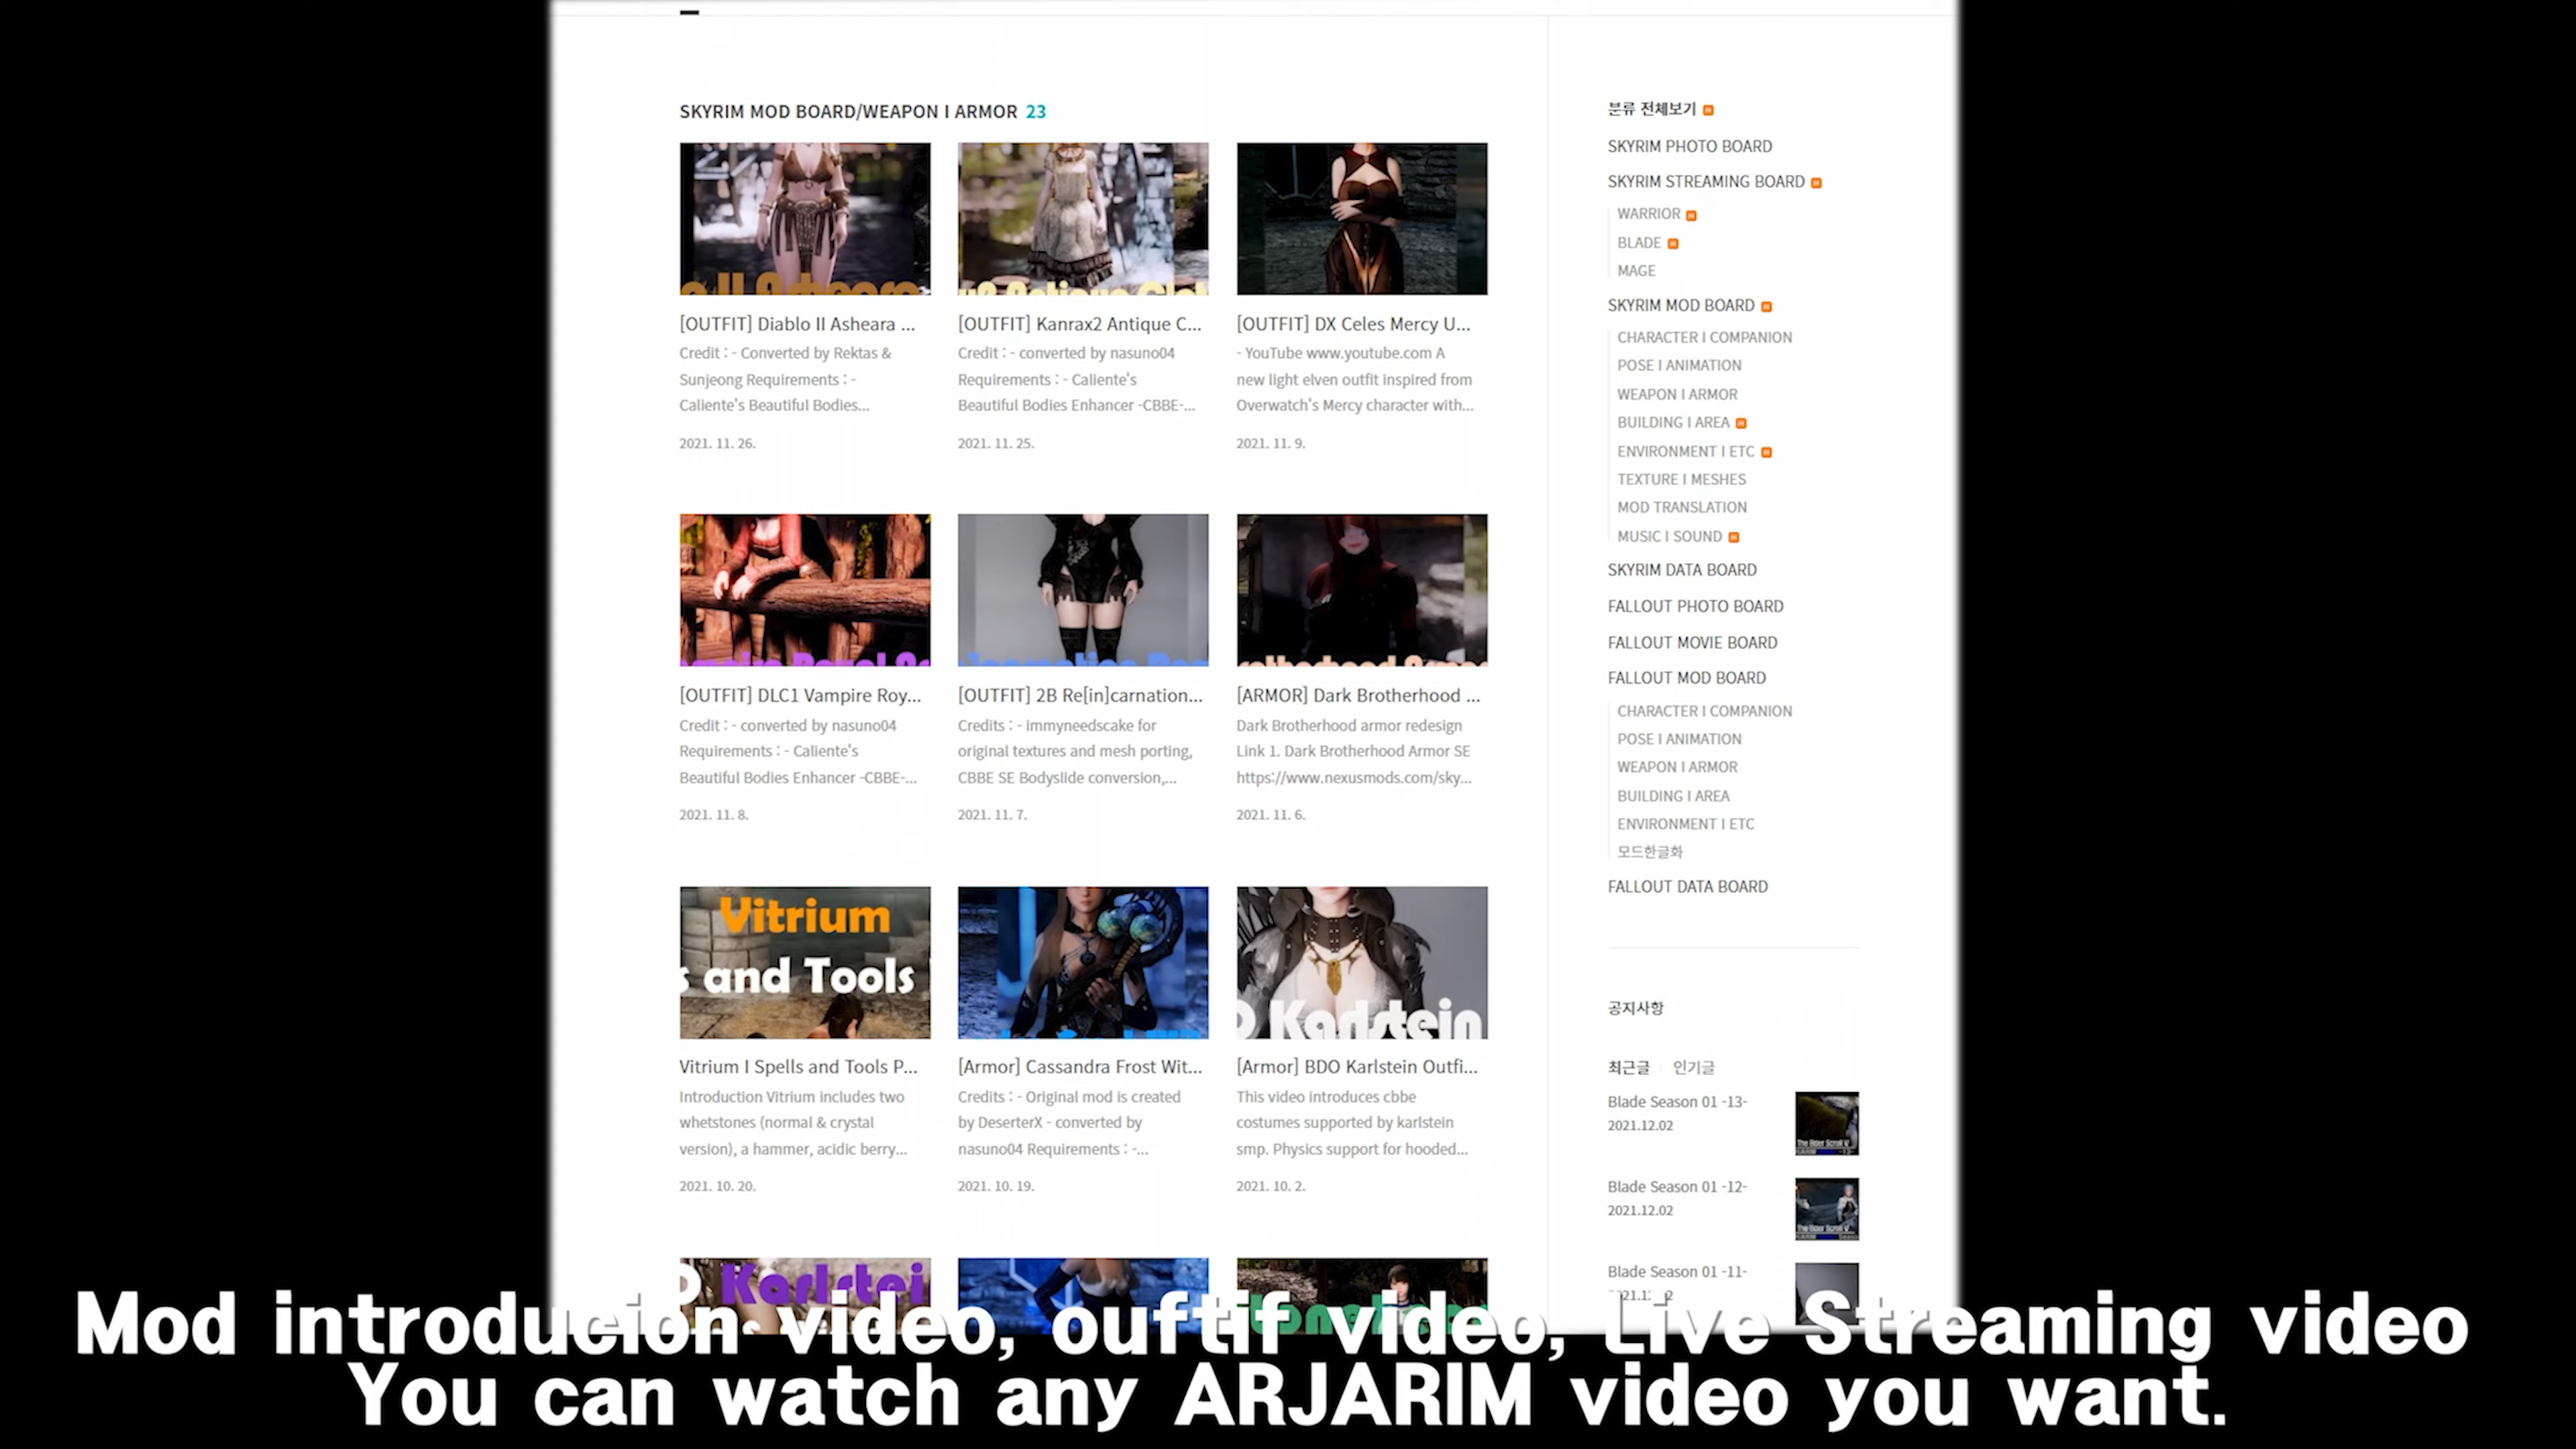 SKYRIM MOD BOARD/WEAPON I ARMOR 23
[OUTFIT] Diablo II Asheara ...
Credit : - Converted by Rektas &
Sunjeong Requirements : -
Caliente's Beautiful Bodies...
2021. 11. 26.
[OUTFIT] Kanrax2 Antique C...
Credit : - converted by nasuno04
Requirements : - Caliente's
Beautiful Bodies Enhancer -CBBE-...
2021. 11. 25.
[OUTFIT] DX Celes Mercy U...
- YouTube www.youtube.com A
new light elven outfit inspired from
Overwatch's Mercy character with...
2021. 11. 9.
[OUTFIT] DLC1 Vampire Roy...
Credit : - converted by nasuno04
Requirements : - Caliente's
Beautiful Bodies Enhancer -CBBE-...
2021. 11. 8.
[OUTFIT] 2B Re[in]carnation...
Credits : - immyneedscake for
original textures and mesh porting,
CBBE SE Bodyslide conversion,...
2021. 11. 7.
[ARMOR] Dark Brotherhood ...
Dark Brotherhood armor redesign
Link 1. Dark Brotherhood Armor SE
https://www.nexusmods.com/sky...
2021. 11. 6.
Vitrium
s and Tools
Vitrium I Spells and Tools P...
Introduction Vitrium includes two
whetstones (normal & crystal
version), a hammer, acidic berry...
2021. 10. 20.
[Armor] Cassandra Frost Wit...
Credits : - Original mod is created
by DeserterX - converted by
nasuno04 Requirements : -...
2021. 10. 19.
Karlstein
[Armor] BDO Karlstein Outfi...
This video introduces cbbe
costumes supported by karlstein
smp. Physics support for hooded...
2021. 10. 2.
분류 전체보기
SKYRIM PHOTO BOARD
SKYRIM STREAMING BOARD
WARRIOR
BLADE
MAGE
SKYRIM MOD BOARD
CHARACTER I COMPANION
POSE I ANIMATION
WEAPON I ARMOR
BUILDING I AREA
ENVIRONMENT I ETC
TEXTURE I MESHES
MOD TRANSLATION
MUSIC I SOUND
SKYRIM DATA BOARD
FALLOUT PHOTO BOARD
FALLOUT MOVIE BOARD
FALLOUT MOD BOARD
CHARACTER I COMPANION
POSE I ANIMATION
WEAPON I ARMOR
BUILDING I AREA
ENVIRONMENT I ETC
모드한글화
FALLOUT DATA BOARD
공지사항
최근글 인기글
Blade Season 01 -13-
2021.12.02
Blade Season 01 -12-
2021.12.02
Blade Season 01 -11-
Mod introducion video, ouftif video, Live Streaming video
You can watch any ARJARIM video you want.